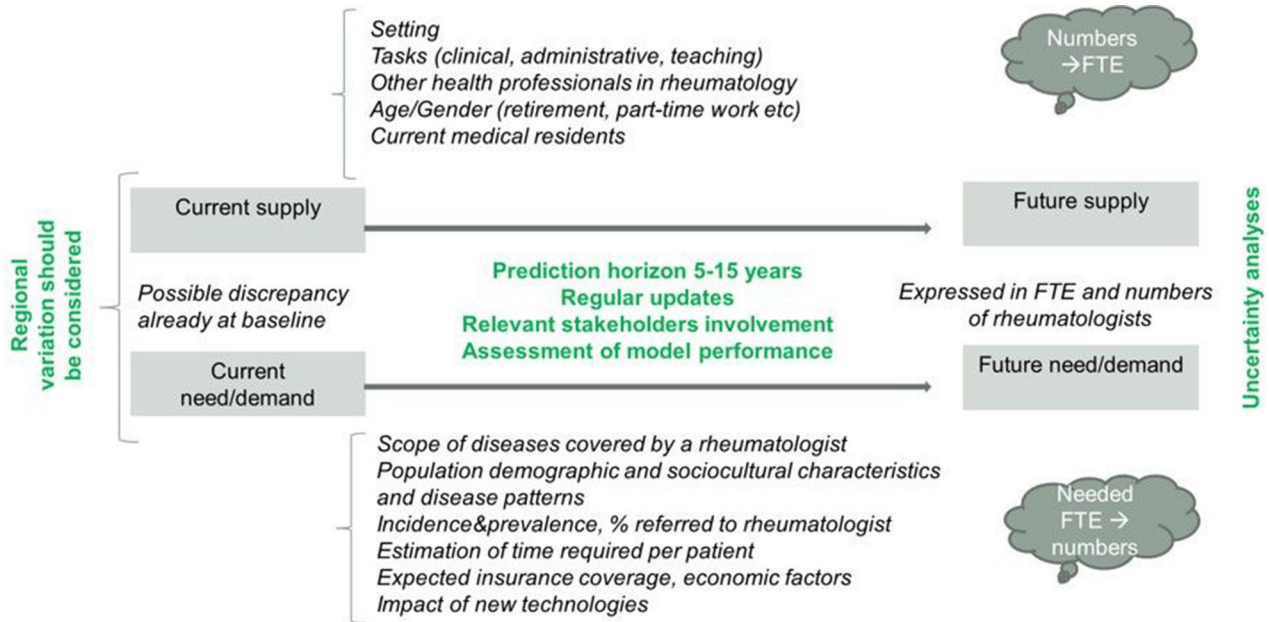 Setting
Tasks (clinical, administrative, teaching)
Other health professionals in rheumatology
Age/Gender (retirement, part-time work etc)
Current medical residents
Numbers
→FTE
Regional
variation should
be considered
Current supply
Future supply
Possible discrepancy
already at baseline
Prediction horizon 5-15 years
Regular updates
Relevant stakeholders involvement
Assessment of model performance
Expressed in FTE and numbers
of rheumatologists
Uncertainty analyses
Current
need/demand
Future need/demand
Scope of diseases covered by a rheumatologist
Population demographic and sociocultural characteristics
and disease patterns
Incidence&prevalence, % referred to rheumatologist
Estimation of time required per patient
Expected insurance coverage, economic factors
Impact of new technologies
Needed
FTE →
numbers